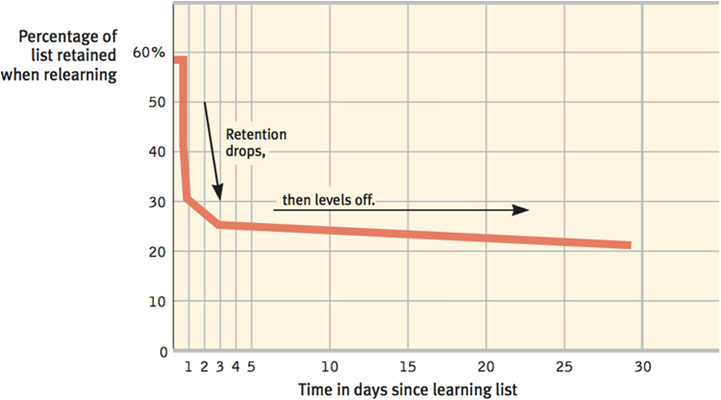 Percentage of
list retained
when relearning
60%
50
40
30
20
10
0
Retention
drops,
then levels off.
1 2 3 4 5 10 15 20 25 30
Time in days since learning list